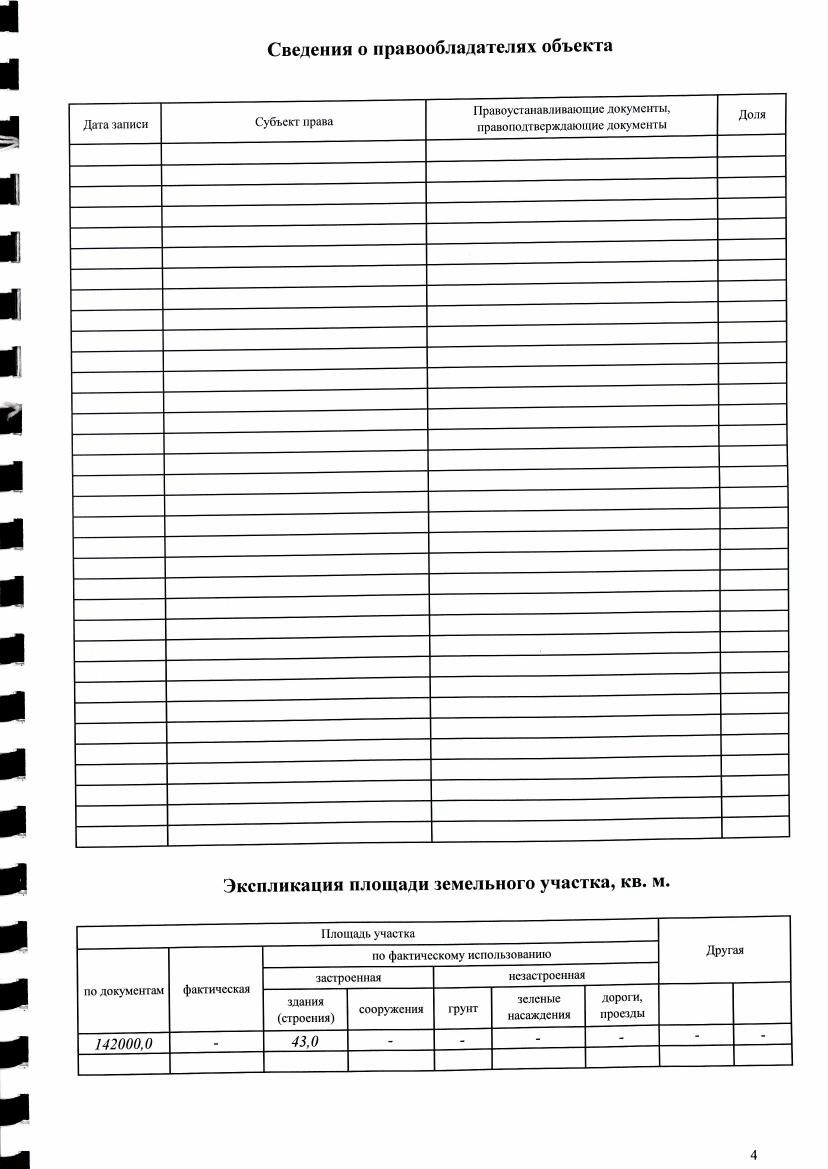 Сведения о правообладателях объекта
Дата записи
Субъект права
Правоустанавливающие документы,
правоподтверждающие документы
Доля
Экспликация площади земельного участка, кв. м.
Площадь участка
Другая
по документам
фактическая
по фактическому использованию
застроенная
незастроенная
здания
(строения)
сооружения
грунт
зеленые
насаждения
дороги,
проезды
142000,0 - 43,0 - - - - - -
4